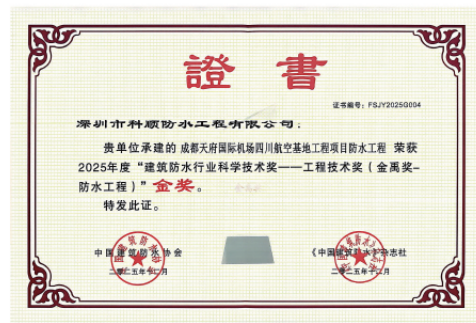 證書
证书编号：FSJY2025G004
深圳市科顺防水工程有限公司：
贵单位承建的 成都天府国际机场四川航空基地工程项目防水工程 荣获
2025年度“建筑防水行业科学技术奖——工程技术奖（金禹奖-
防水工程）”金奖。
特发此证。
中国建筑防水协会
《中国建筑防水》杂志社
二〇二五年十二月
二〇二五年十二月